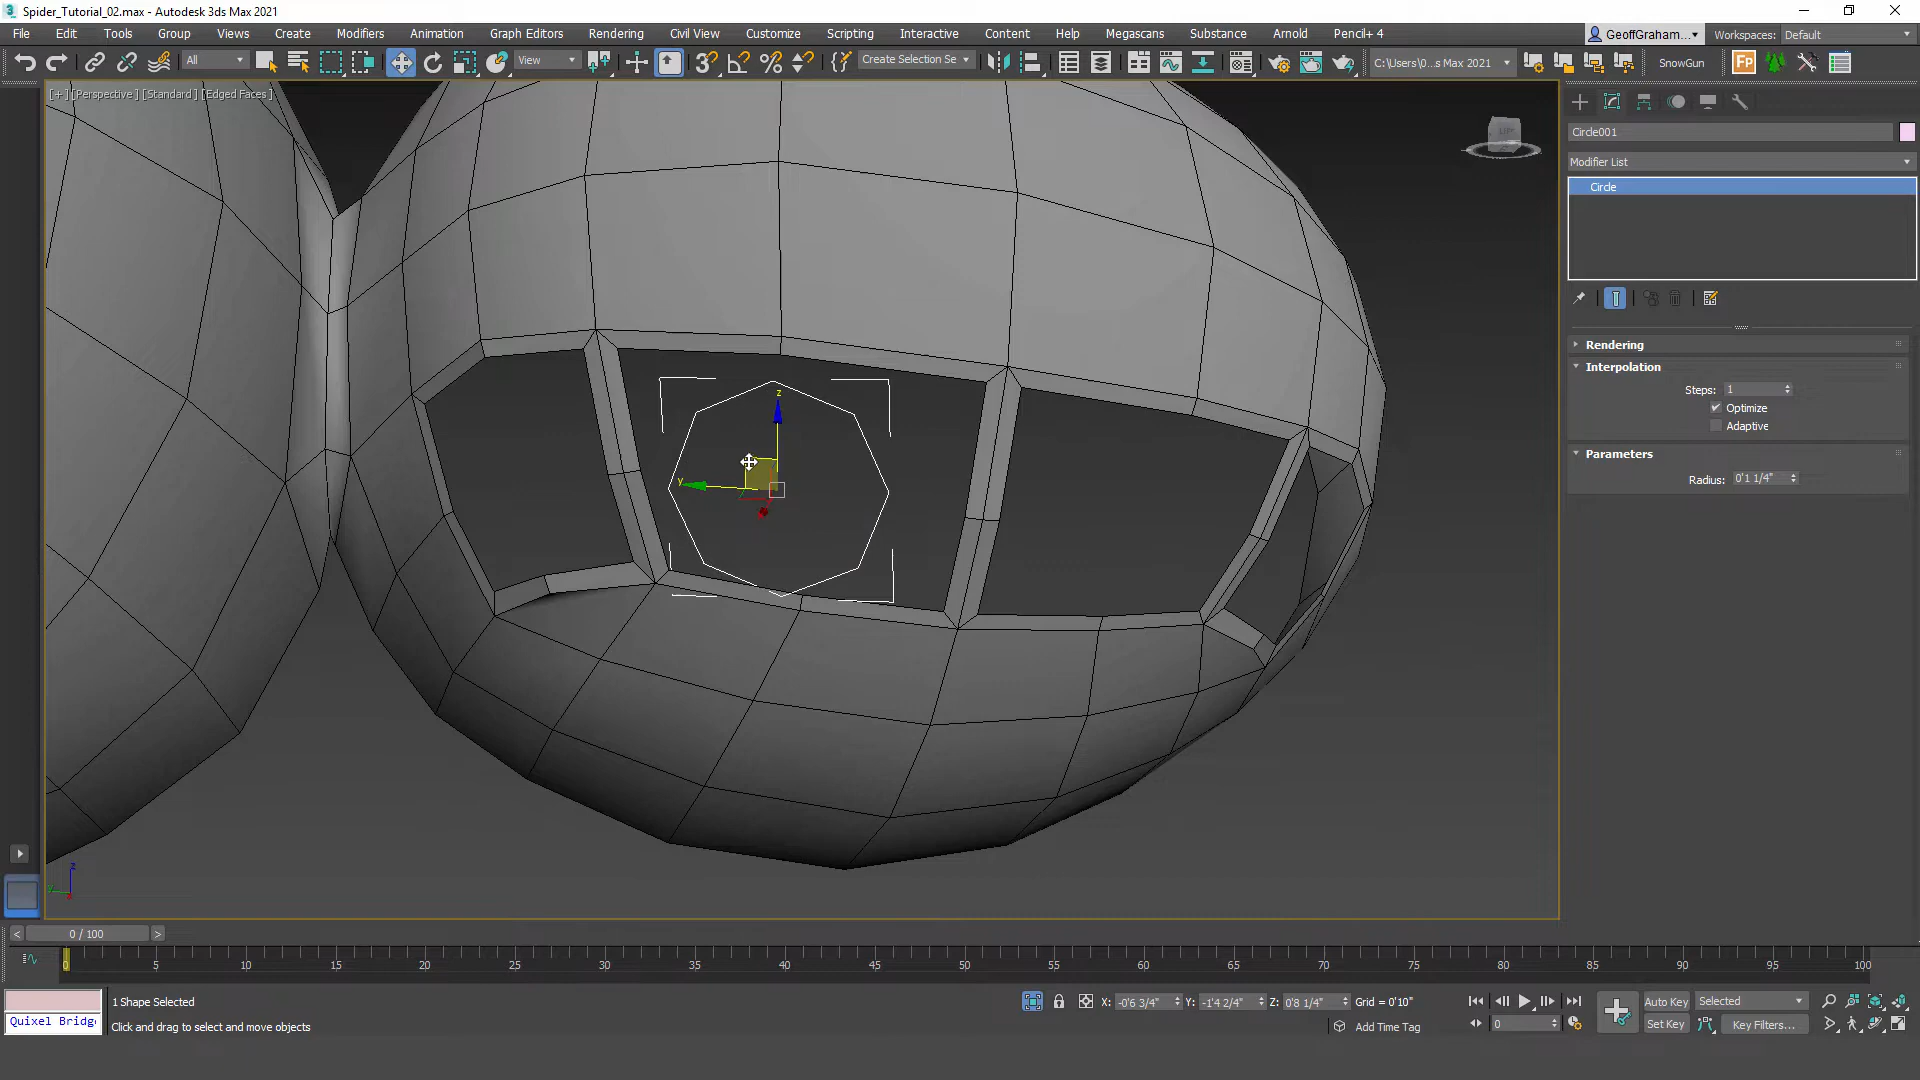 Spider_Tutorial_02.max - Autodesk 3ds Max 2021
File Edit Tools Group Views Create Modifiers Animation Graph Editors Rendering Civil View Customize Scripting Interactive Content Help Megascans Substance Arnold Pencil+ 4 GeoffGraham... Workspaces: Default
All View Create Selection Se C:\Users\0...s Max 2021 SnowGun
[+] [Perspective] [Standard] [Edged Faces]
Circle001
Modifier List
Circle
Rendering
Interpolation
Steps: 1
Optimize
Adaptive
Parameters
Radius: 0'1 1/4"
z
y
z
y
x
< 0 / 100 >
0 5 10 15 20 25 30 35 40 45 50 55 60 65 70 75 80 85 90 95 100
1 Shape Selected
X: -0'6 3/4" Y: -1'4 2/4" Z: 0'8 1/4" Grid = 0'10"
Auto Key Selected
Quixel Bridg
Click and drag to select and move objects
Add Time Tag
0
Set Key Key Filters...